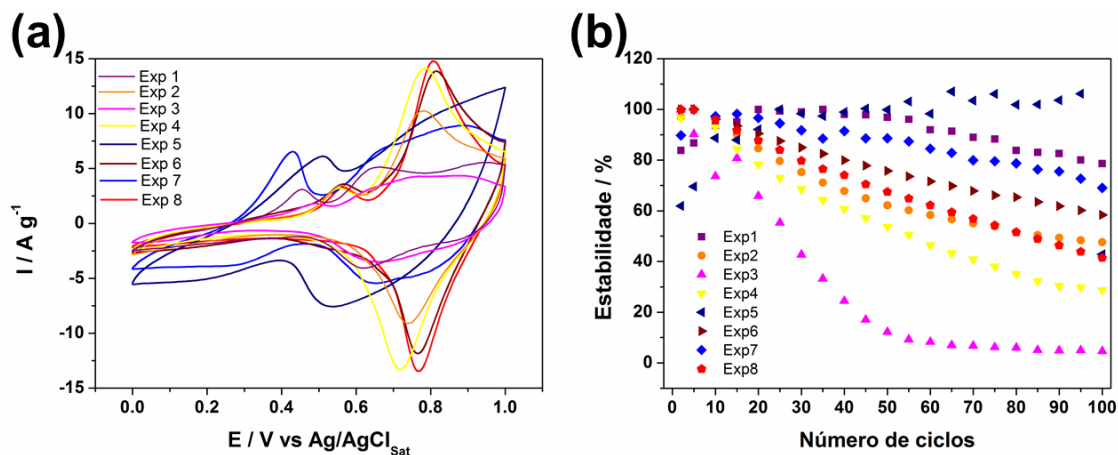 (a)
15
10
5
0
-5
-10
-15
I / A g-1
Exp 1
Exp 2
Exp 3
Exp 4
Exp 5
Exp 6
Exp 7
Exp 8
0.0 0.2 0.4 0.6 0.8 1.0
E / V vs Ag/AgClSat
(b)
120
100
80
60
40
20
0
Estabilidade / %
Exp1
Exp2
Exp3
Exp4
Exp5
Exp6
Exp7
Exp8
0 10 20 30 40 50 60 70 80 90 100
Número de ciclos